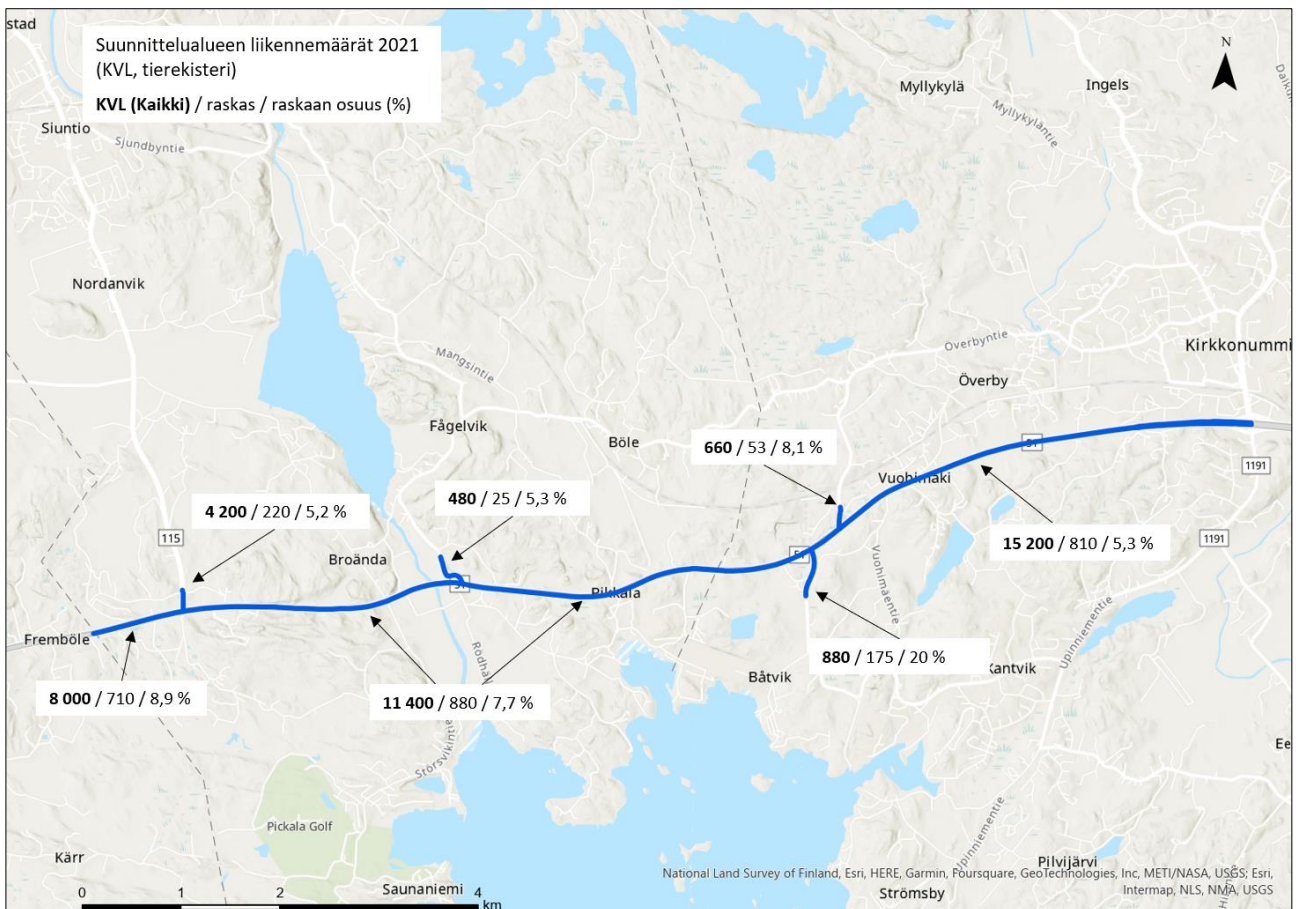 stad
Suunnittelualueen liikennemäärät 2021
(KVL, tierekisteri)
KVL (Kaikki) / raskas / raskaan osuus (%)
N
Myllykylä
Ingels
Myllykyläntie
Siuntio
Sjundbyntie
Nordanvik
Mangsintie
Överbyntie
Kirkkonummi
Överby
Fågelvik
Böle
660 / 53 / 8,1 %
Vuohimäki
51
1191
480 / 25 / 5,3 %
4 200 / 220 / 5,2 %
115
15 200 / 810 / 5,3 %
1191
Broända
51
51
Pikkala
Vuohimäentie
Upinniementie
Fremböle
880 / 175 / 20 %
Kantvik
Båtvik
8 000 / 710 / 8,9 %
11 400 / 880 / 7,7 %
Störsvikintie
Pickala Golf
Upinniementie
Kärr
Pilvijärvi
Saunaniemi
Strömsby
0 1 2 4
km
National Land Survey of Finland, Esri, HERE, Garmin, Foursquare, GeoTechnologies, Inc, METI/NASA, USGS; Esri,
Intermap, NLS, NMA, USGS